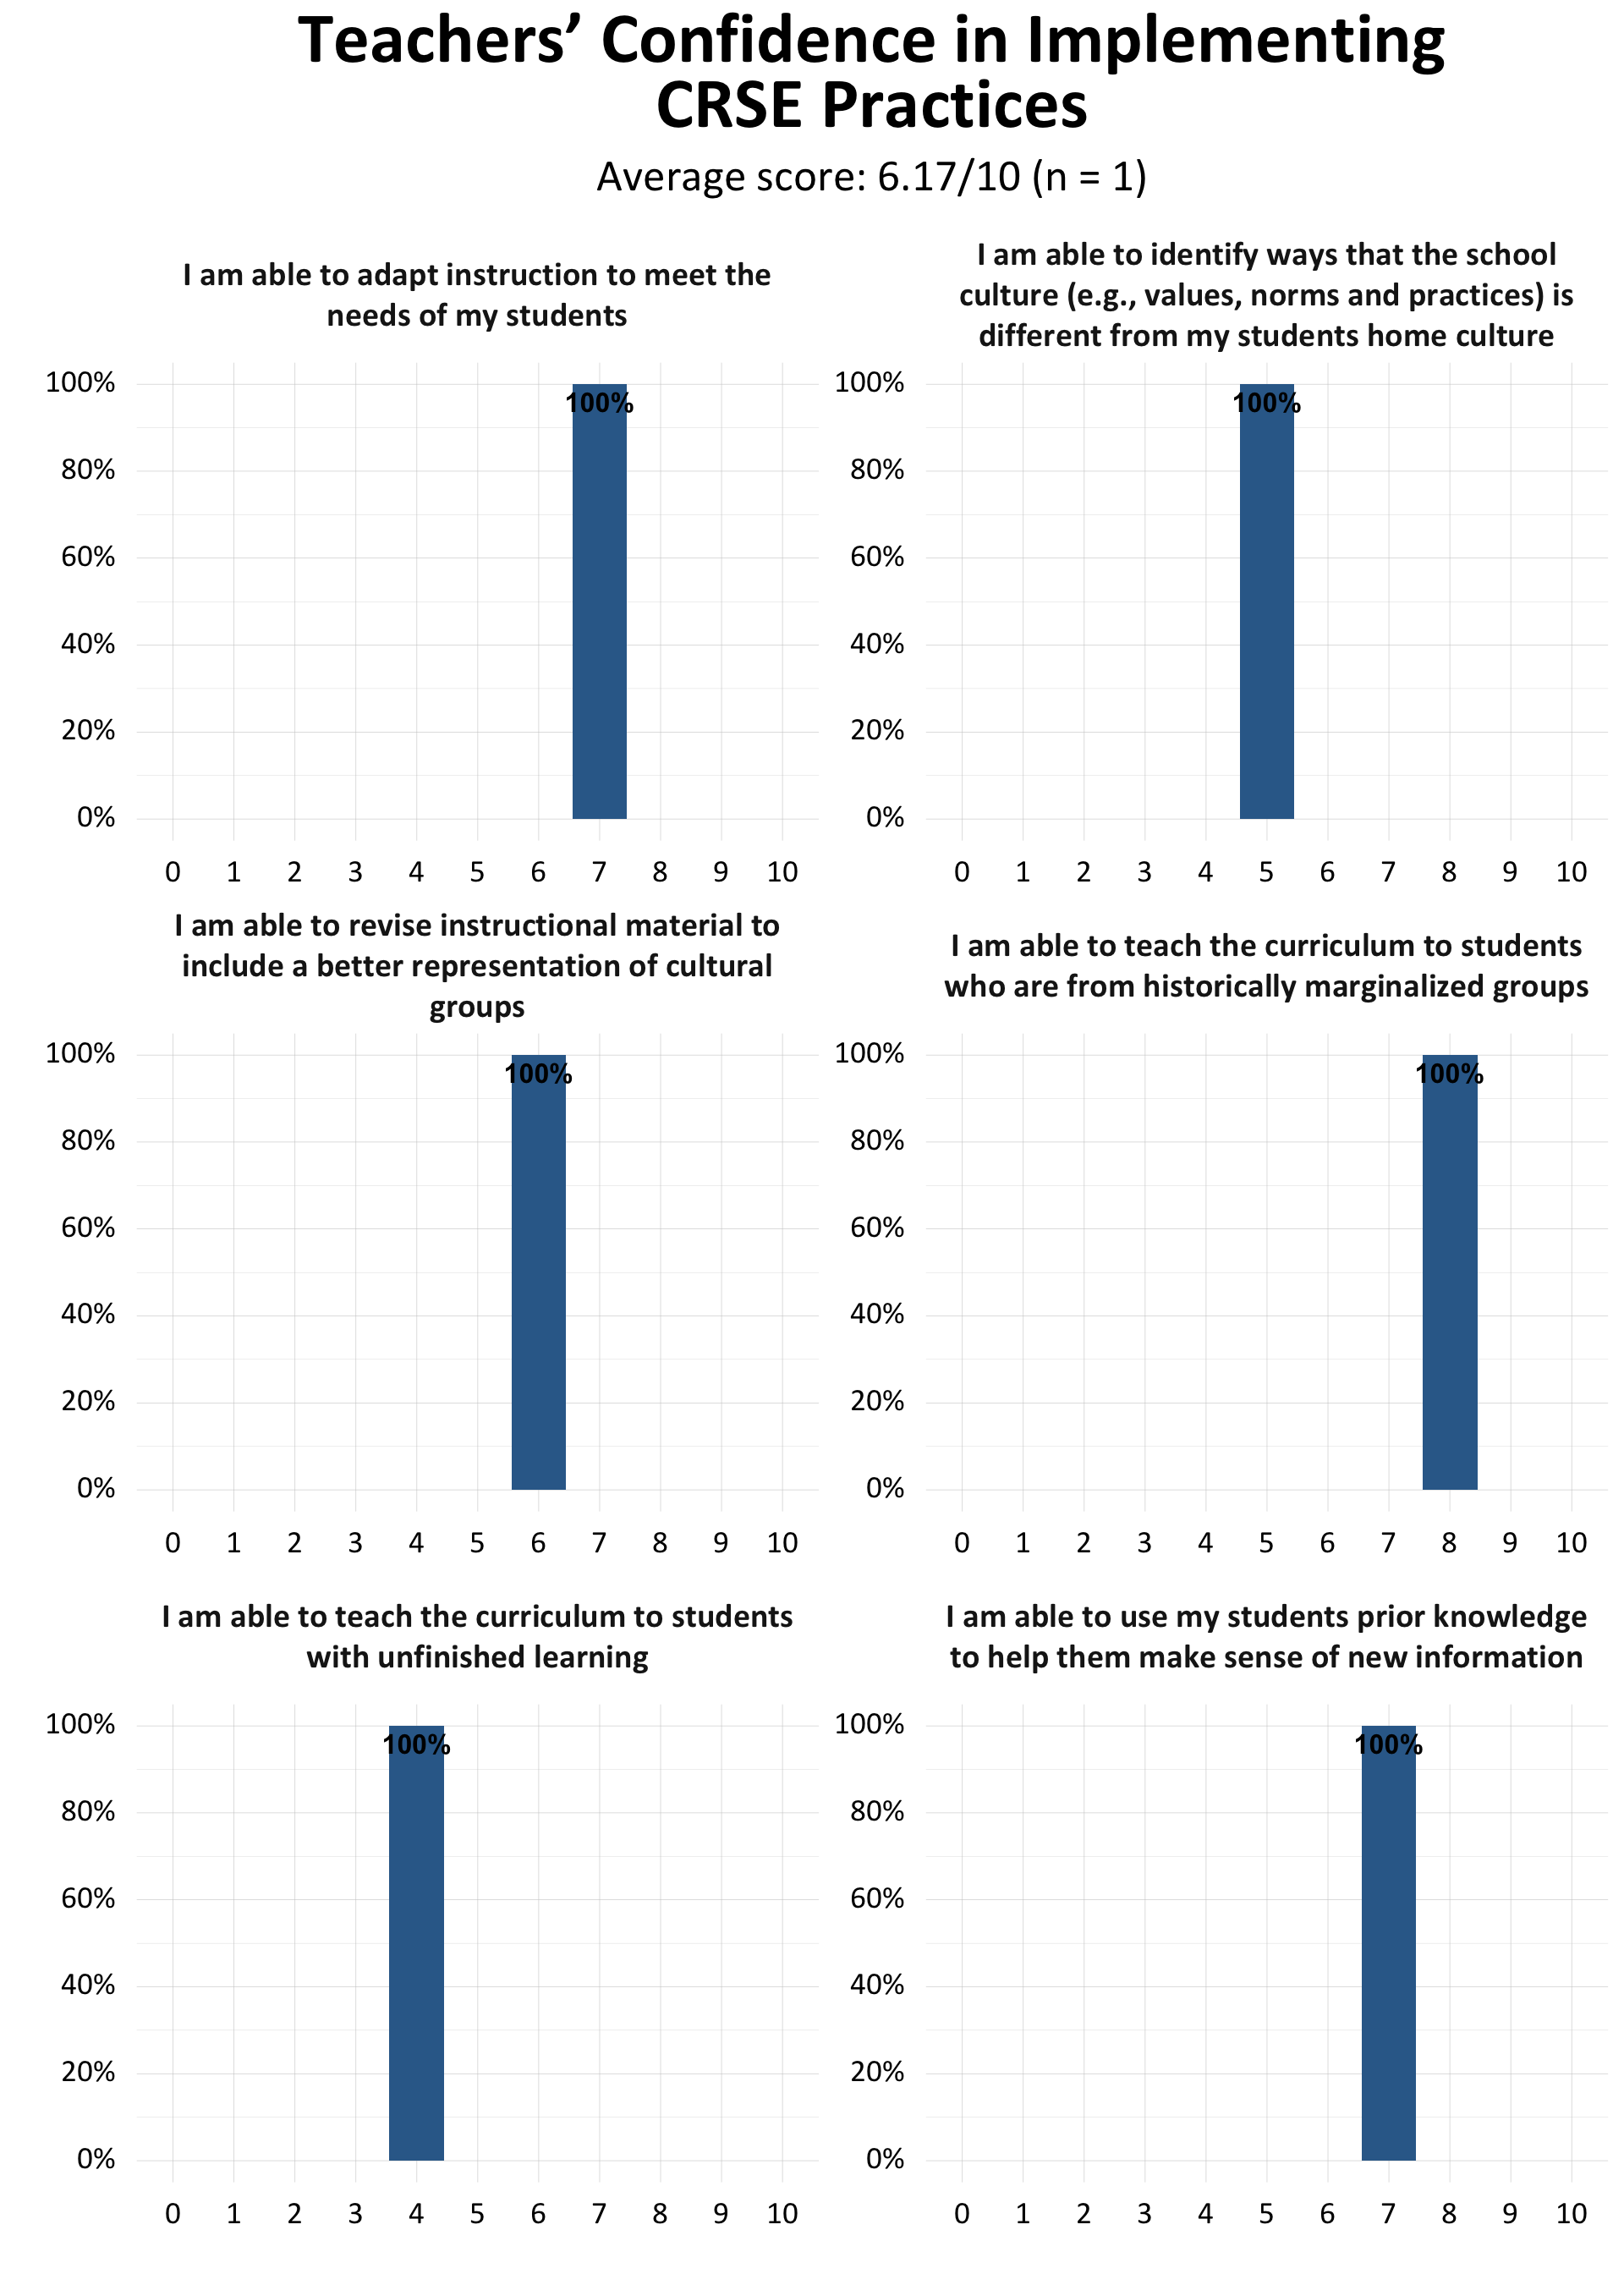 Teachers’ Confidence in Implementing
CRSE Practices
Average score: 6.17/10 (n = 1)
I am able to adapt instruction to meet the
needs of my students
100%
80%
60%
40%
20%
0%
100%
0 1 2 3 4 5 6 7 8 9 10
I am able to identify ways that the school
culture (e.g., values, norms and practices) is
different from my students home culture
100%
80%
60%
40%
20%
0%
100%
0 1 2 3 4 5 6 7 8 9 10
I am able to revise instructional material to
include a better representation of cultural
groups
100%
80%
60%
40%
20%
0%
100%
0 1 2 3 4 5 6 7 8 9 10
I am able to teach the curriculum to students
who are from historically marginalized groups
100%
80%
60%
40%
20%
0%
100%
0 1 2 3 4 5 6 7 8 9 10
I am able to teach the curriculum to students
with unfinished learning
100%
80%
60%
40%
20%
0%
100%
0 1 2 3 4 5 6 7 8 9 10
I am able to use my students prior knowledge
to help them make sense of new information
100%
80%
60%
40%
20%
0%
100%
0 1 2 3 4 5 6 7 8 9 10